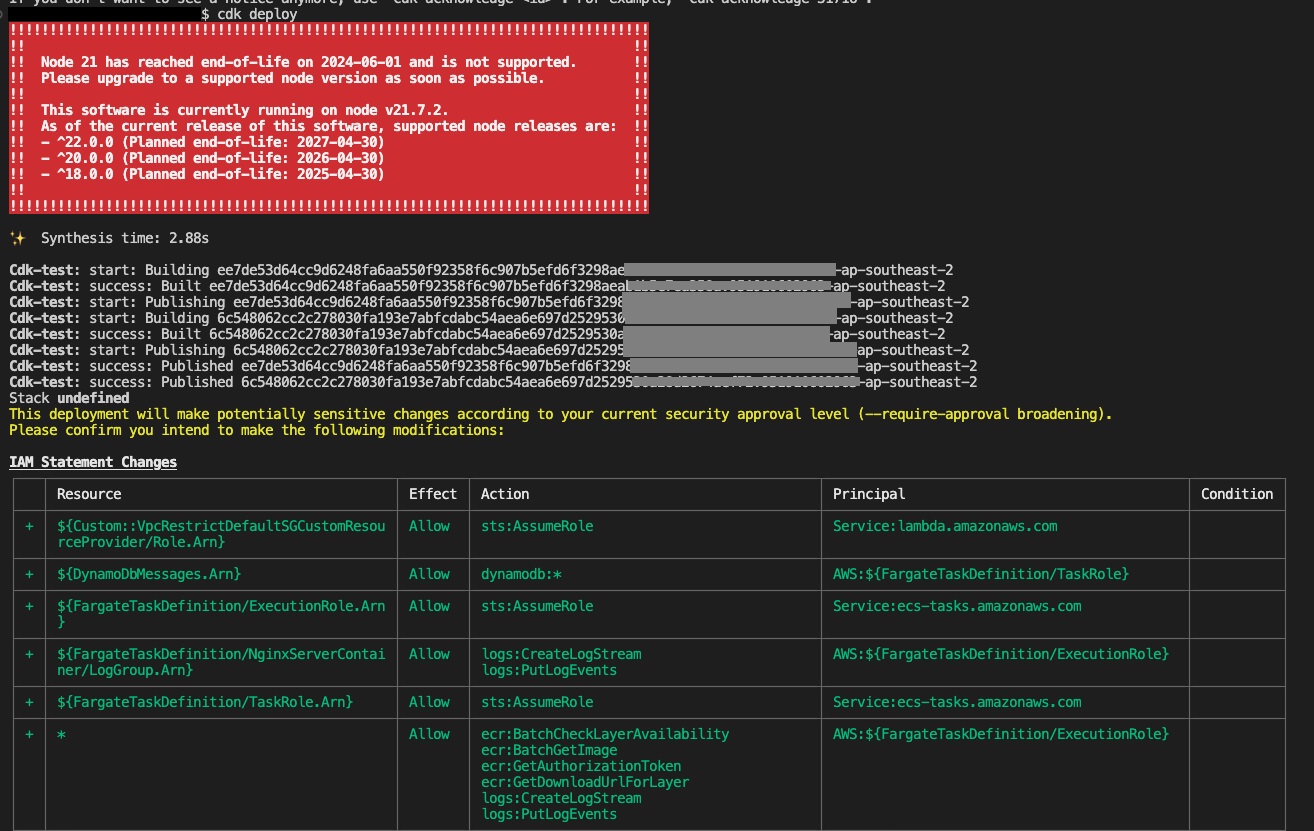 If you don't want to see a notice anymore, use "cdk acknowledge <id>". For example, "cdk acknowledge 31710".
$ cdk deploy
!!!!!!!!!!!!!!!!!!!!!!!!!!!!!!!!!!!!!!!!!!!!!!!!!!!!!!!!!!!!!!!!!!!!!!!!!!!!!!!!
!! !!
!! Node 21 has reached end-of-life on 2024-06-01 and is not supported. !!
!! Please upgrade to a supported node version as soon as possible. !!
!! !!
!! This software is currently running on node v21.7.2. !!
!! As of the current release of this software, supported node releases are: !!
!! - ^22.0.0 (Planned end-of-life: 2027-04-30) !!
!! - ^20.0.0 (Planned end-of-life: 2026-04-30) !!
!! - ^18.0.0 (Planned end-of-life: 2025-04-30) !!
!! !!
!!!!!!!!!!!!!!!!!!!!!!!!!!!!!!!!!!!!!!!!!!!!!!!!!!!!!!!!!!!!!!!!!!!!!!!!!!!!!!!!
✨ Synthesis time: 2.88s
Cdk-test: start: Building ee7de53d64cc9d6248fa6aa550f92358f6c907b5efd6f3298ae -ap-southeast-2
Cdk-test: success: Built ee7de53d64cc9d6248fa6aa550f92358f6c907b5efd6f3298aea -ap-southeast-2
Cdk-test: start: Publishing ee7de53d64cc9d6248fa6aa550f92358f6c907b5efd6f3298 -ap-southeast-2
Cdk-test: start: Building 6c548062cc2c278030fa193e7abfcdabc54aea6e697d2529530 -ap-southeast-2
Cdk-test: success: Built 6c548062cc2c278030fa193e7abfcdabc54aea6e697d2529530a -ap-southeast-2
Cdk-test: start: Publishing 6c548062cc2c278030fa193e7abfcdabc54aea6e697d25295 ap-southeast-2
Cdk-test: success: Published ee7de53d64cc9d6248fa6aa550f92358f6c907b5efd6f3298 -ap-southeast-2
Cdk-test: success: Published 6c548062cc2c278030fa193e7abfcdabc54aea6e697d25295 -ap-southeast-2
Stack undefined
This deployment will make potentially sensitive changes according to your current security approval level (--require-approval broadening).
Please confirm you intend to make the following modifications:
IAM Statement Changes
Resource Effect Action Principal Condition
+ ${Custom::VpcRestrictDefaultSGCustomResou Allow sts:AssumeRole Service:lambda.amazonaws.com
rceProvider/Role.Arn}
+ ${DynamoDbMessages.Arn} Allow dynamodb:* AWS:${FargateTaskDefinition/TaskRole}
+ ${FargateTaskDefinition/ExecutionRole.Arn Allow sts:AssumeRole Service:ecs-tasks.amazonaws.com
}
+ ${FargateTaskDefinition/NginxServerContai Allow logs:CreateLogStream AWS:${FargateTaskDefinition/ExecutionRole}
ner/LogGroup.Arn} logs:PutLogEvents
+ ${FargateTaskDefinition/TaskRole.Arn} Allow sts:AssumeRole Service:ecs-tasks.amazonaws.com
+ * Allow ecr:BatchCheckLayerAvailability AWS:${FargateTaskDefinition/ExecutionRole}
ecr:BatchGetImage
ecr:GetAuthorizationToken
ecr:GetDownloadUrlForLayer
logs:CreateLogStream
logs:PutLogEvents